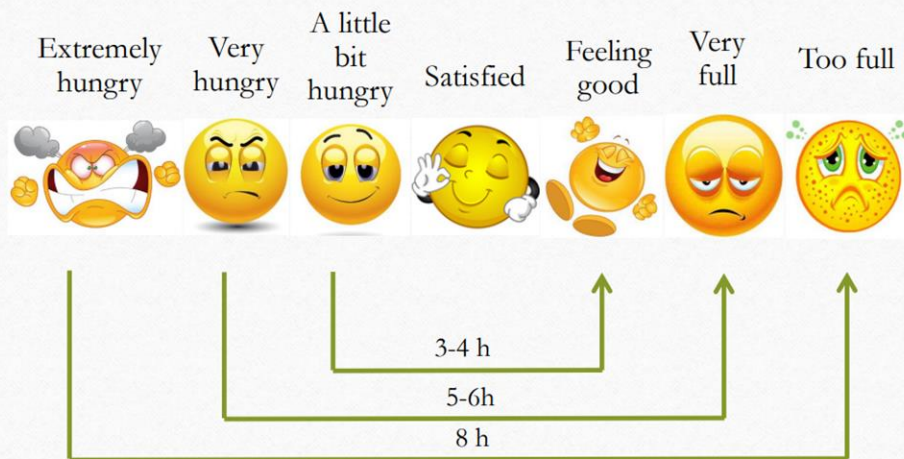 Extremely
hungry
Very
hungry
A little
bit
hungry
Satisfied
Feeling
good
Very
full
Too full
3-4 h
5-6h
8 h